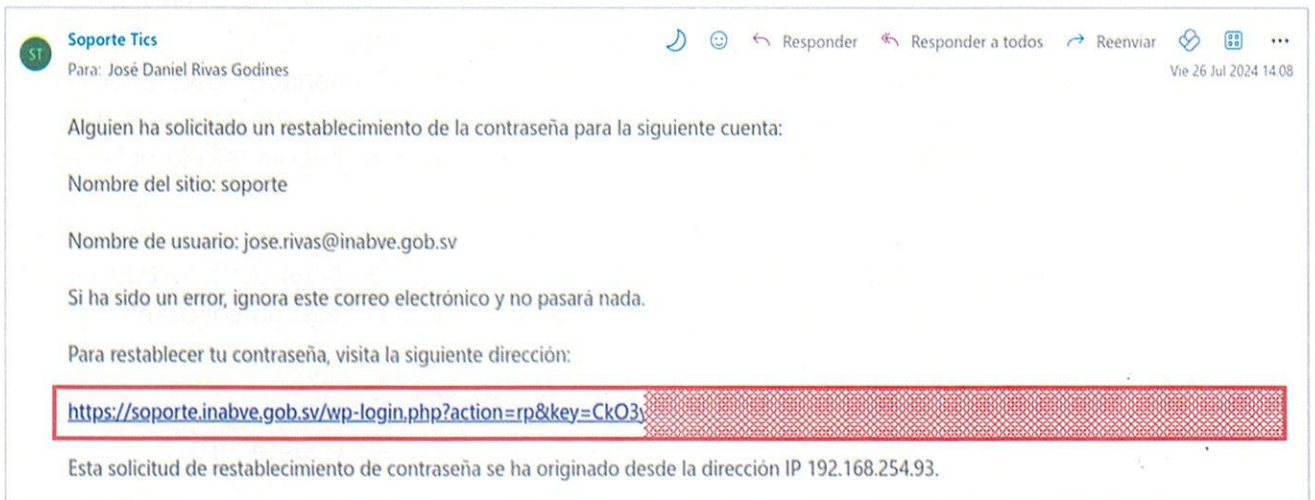 ST
Soporte Tics
Responder
Responder a todos
Reenviar
Para: José Daniel Rivas Godines
Vie 26 Jul 2024 14:08
Alguien ha solicitado un restablecimiento de la contraseña para la siguiente cuenta:
Nombre del sitio: soporte
Nombre de usuario: jose.rivas@inabve.gob.sv
Si ha sido un error, ignora este correo electrónico y no pasará nada.
Para restablecer tu contraseña, visita la siguiente dirección:
https://soporte.inabve.gob.sv/wp-login.php?action=rp&key=CkO3y
Esta solicitud de restablecimiento de contraseña se ha originado desde la dirección IP 192.168.254.93.